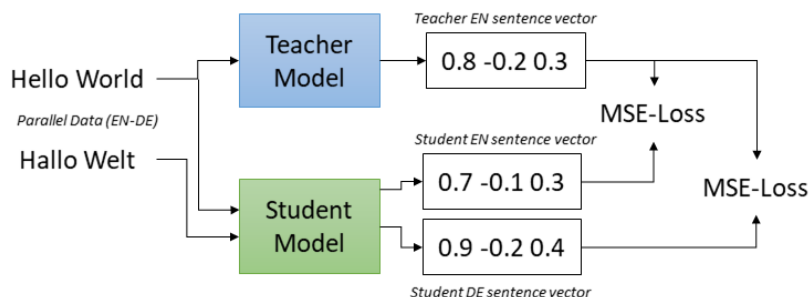 Teacher EN sentence vector
Teacher
Model
0.8 -0.2 0.3
Hello World
Parallel Data (EN-DE)
Hallo Welt
MSE-Loss
Student EN sentence vector
0.7 -0.1 0.3
MSE-Loss
Student
Model
0.9 -0.2 0.4
Student DE sentence vector